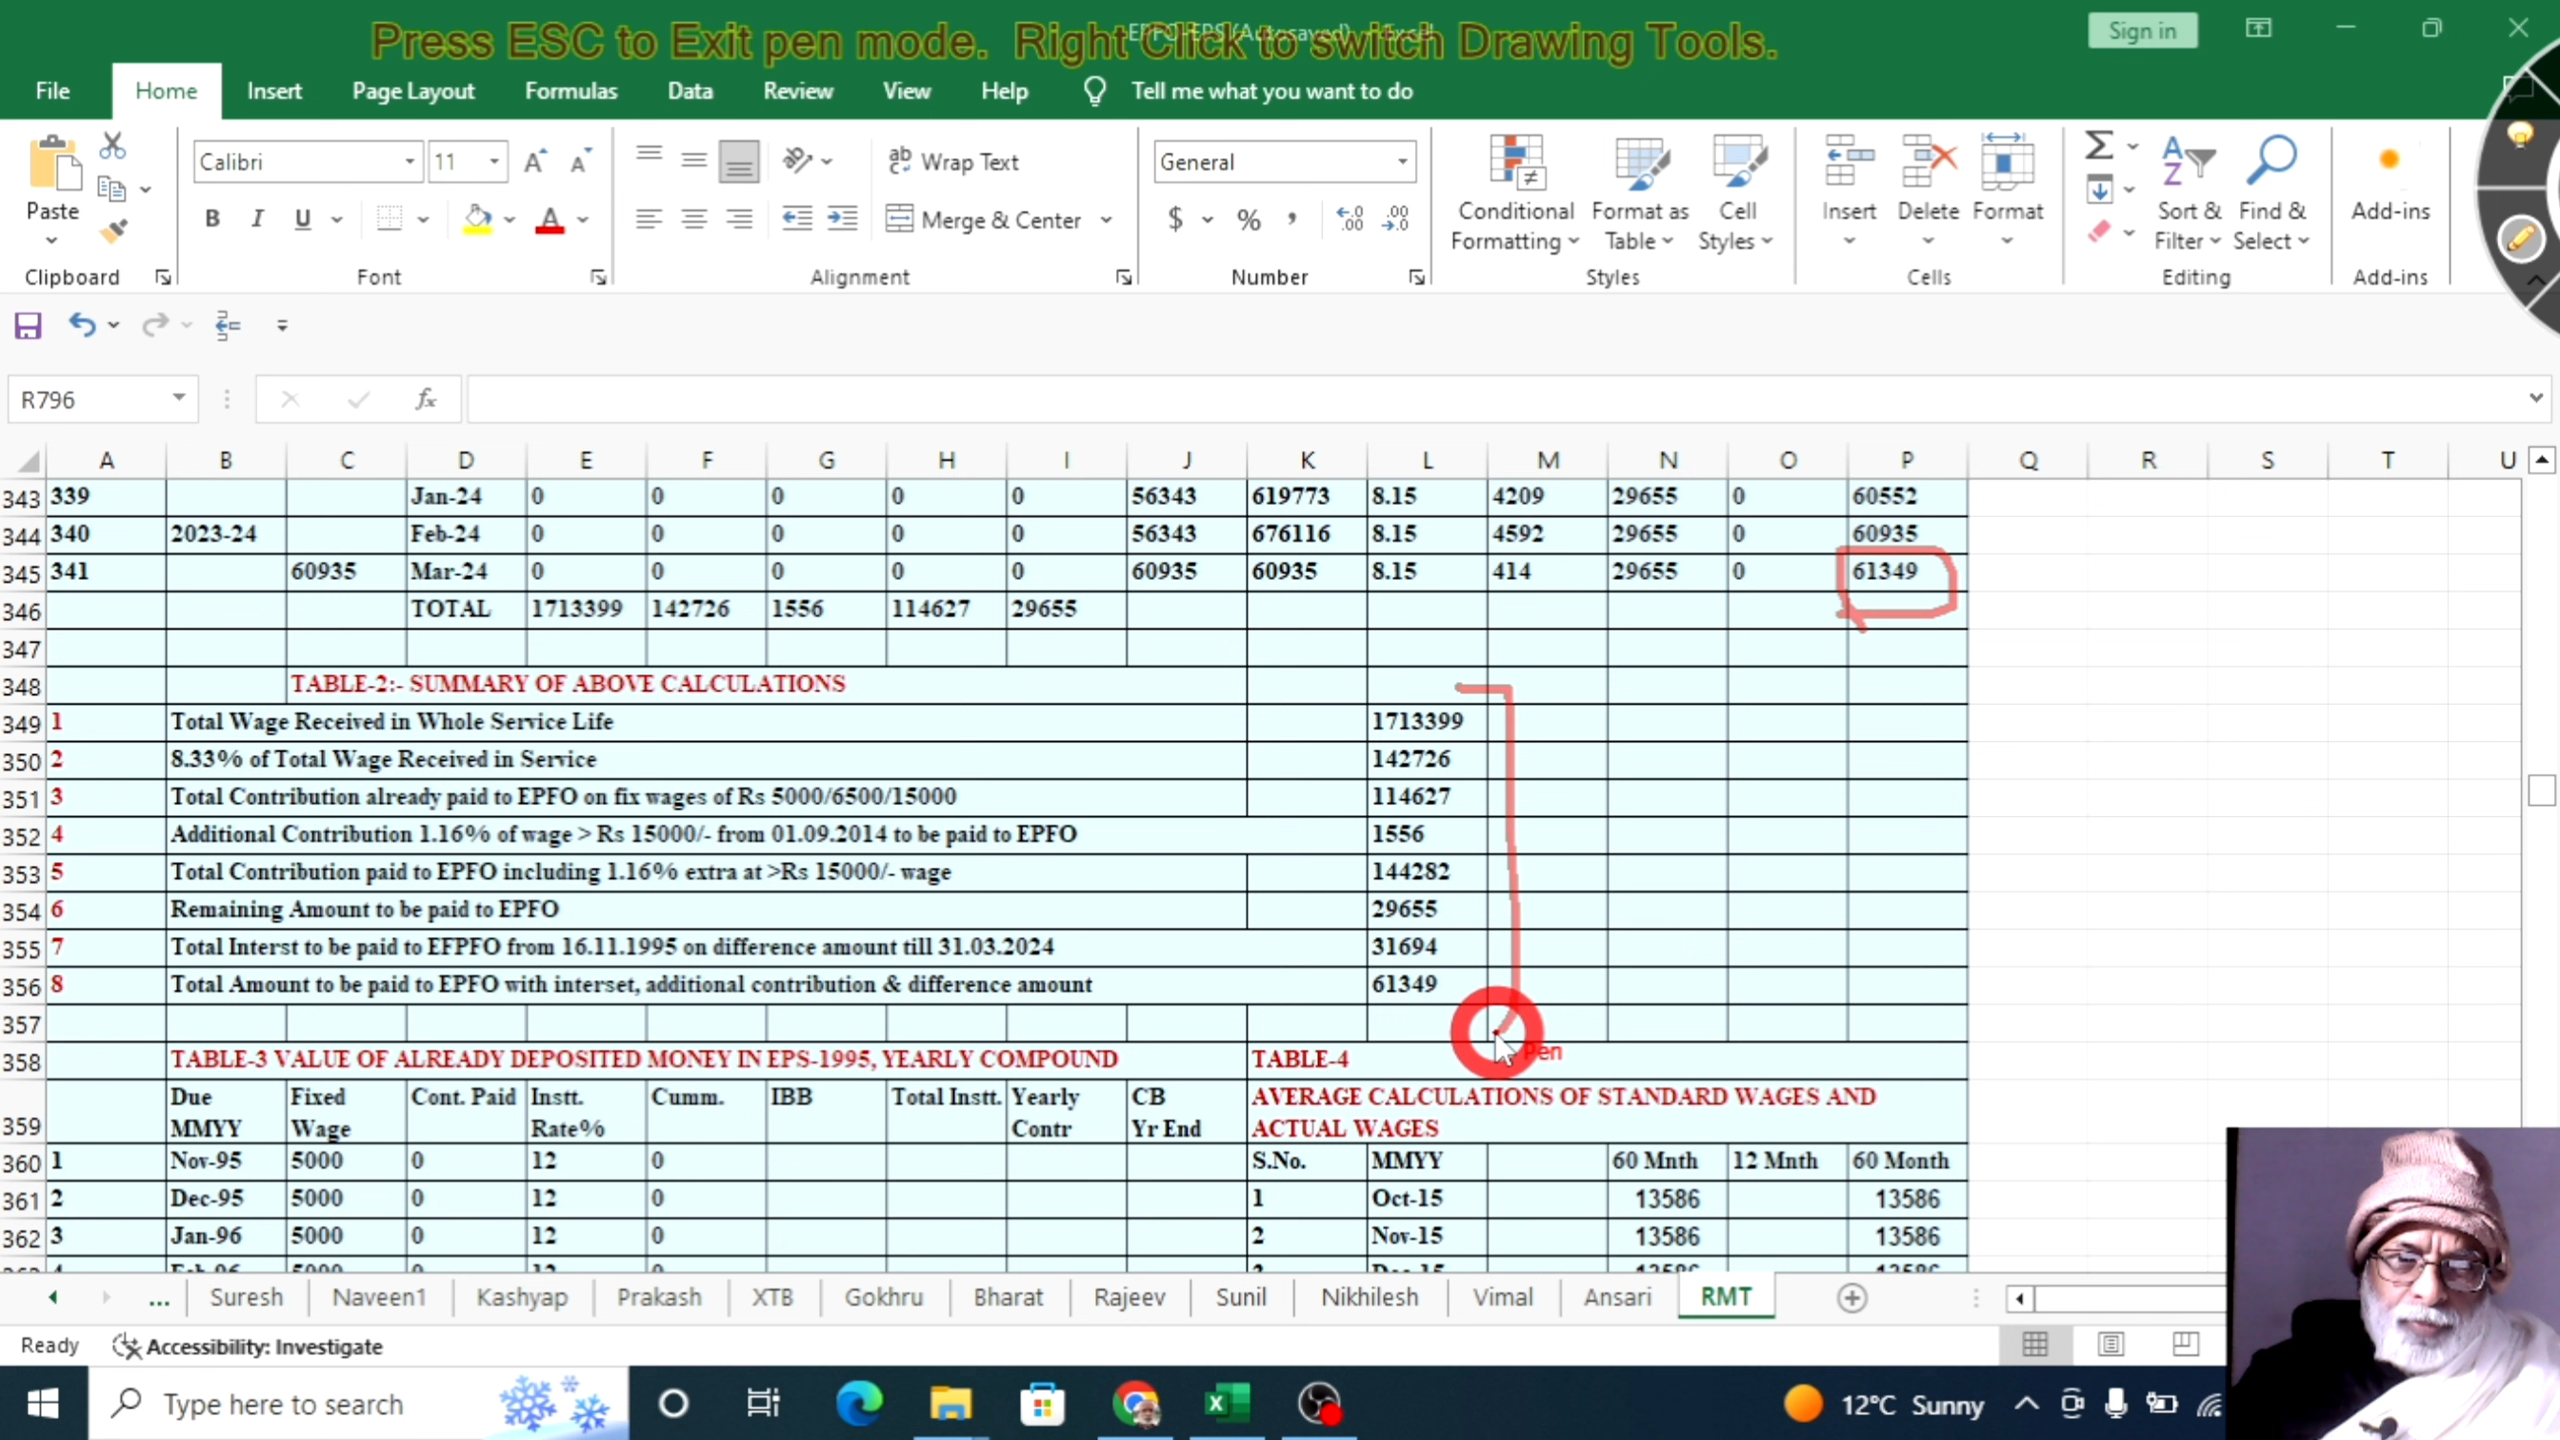 Press ESC to Exit pen mode. Right Click to switch Drawing Tools.
Sign in
File Home Insert Page Layout Formulas Data Review View Help Tell me what you want to do
Paste
Calibri 11
Wrap Text
General
B I U
Merge & Center
$ % ,
Conditional Formatting
Format as Table
Cell Styles
Insert
Delete
Format
Sort & Filter
Find & Select
Add-ins
Clipboard Font Alignment Number Styles Cells Editing Add-ins
R796 fx
A B C D E F G H I J K L M N O P Q R S T U
343 339 Jan-24 0 0 0 0 0 56343 619773 8.15 4209 29655 0 60552
344 340 2023-24 Feb-24 0 0 0 0 0 56343 676116 8.15 4592 29655 0 60935
345 341 60935 Mar-24 0 0 0 0 0 60935 60935 8.15 414 29655 0 61349
346 TOTAL 1713399 142726 1556 114627 29655
347
348 TABLE-2:- SUMMARY OF ABOVE CALCULATIONS
349 1 Total Wage Received in Whole Service Life 1713399
350 2 8.33% of Total Wage Received in Service 142726
351 3 Total Contribution already paid to EPFO on fix wages of Rs 5000/6500/15000 114627
352 4 Additional Contribution 1.16% of wage > Rs 15000/- from 01.09.2014 to be paid to EPFO 1556
353 5 Total Contribution paid to EPFO including 1.16% extra at >Rs 15000/- wage 144282
354 6 Remaining Amount to be paid to EPFO 29655
355 7 Total Interst to be paid to EFPFO from 16.11.1995 on difference amount till 31.03.2024 31694
356 8 Total Amount to be paid to EPFO with interset, additional contribution & difference amount 61349
357 Pen
358 TABLE-3 VALUE OF ALREADY DEPOSITED MONEY IN EPS-1995, YEARLY COMPOUND TABLE-4
359 Due MMYY Fixed Wage Cont. Paid Instt. Rate% Cumm. IBB Total Instt. Yearly Contr CB Yr End AVERAGE CALCULATIONS OF STANDARD WAGES AND ACTUAL WAGES
360 1 Nov-95 5000 0 12 0 S.No. MMYY 60 Mnth 12 Mnth 60 Month
361 2 Dec-95 5000 0 12 0 1 Oct-15 13586 13586
362 3 Jan-96 5000 0 12 0 2 Nov-15 13586 13586
... Suresh Naveen1 Kashyap Prakash XTB Gokhru Bharat Rajeev Sunil Nikhilesh Vimal Ansari RMT
Ready Accessibility: Investigate
Type here to search
12°C Sunny